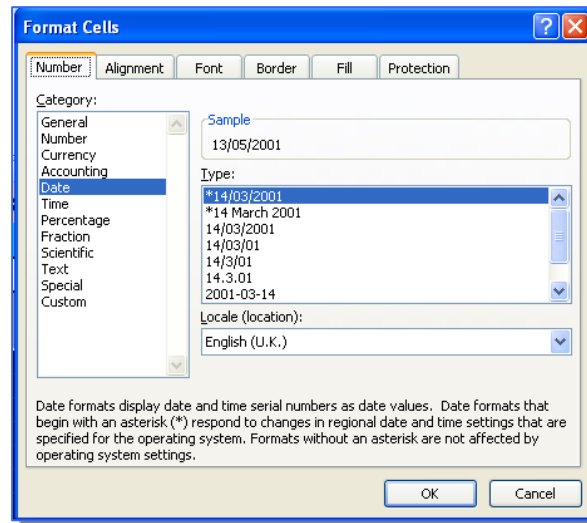 Format Cells
Number Alignment Font Border Fill Protection
Category:
General
Number
Currency
Accounting
Date
Time
Percentage
Fraction
Scientific
Text
Special
Custom
Sample
13/05/2001
Type:
*14/03/2001
*14 March 2001
14/03/2001
14/03/01
14/3/01
14.3.01
2001-03-14
Locale (location):
English (U.K.)
Date formats display date and time serial numbers as date values.  Date formats that
begin with an asterisk (*) respond to changes in regional date and time settings that are
specified for the operating system. Formats without an asterisk are not affected by
operating system settings.
OK Cancel